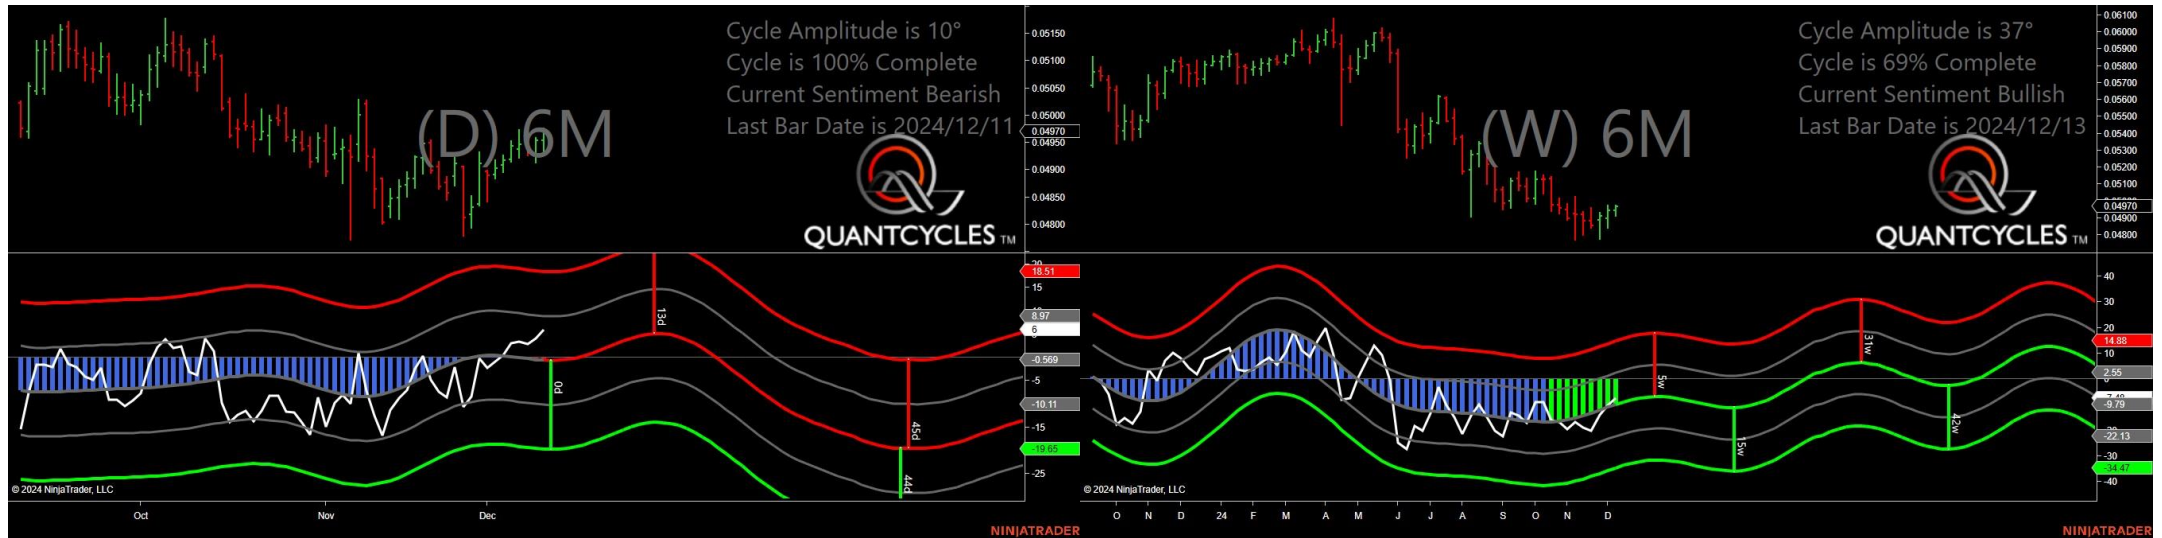 Cycle Amplitude is 10°
Cycle is 100% Complete
Current Sentiment Bearish
Last Bar Date is 2024/12/11
(D) 6M
QUANTCYCLES TM
0.05150
0.05100
0.05050
0.05000
0.04970
0.04950
0.04900
0.04850
0.04800
20
18.51
15
8.97
6
-0.569
-5
-10.11
-15
-19.65
-25
13d
0d
45d
44d
© 2024 NinjaTrader, LLC
Oct
Nov
Dec
NINJATRADER
Cycle Amplitude is 37°
Cycle is 69% Complete
Current Sentiment Bullish
Last Bar Date is 2024/12/13
(W) 6M
QUANTCYCLES TM
0.06100
0.06000
0.05900
0.05800
0.05700
0.05600
0.05500
0.05400
0.05300
0.05200
0.05100
0.04970
0.04900
0.04800
40
30
20
14.88
10
2.55
0
-9.79
-22.13
-30
-34.47
-40
5w
15w
31w
42w
© 2024 NinjaTrader, LLC
O N D 24 F M A M J J A S O N D
NINJATRADER